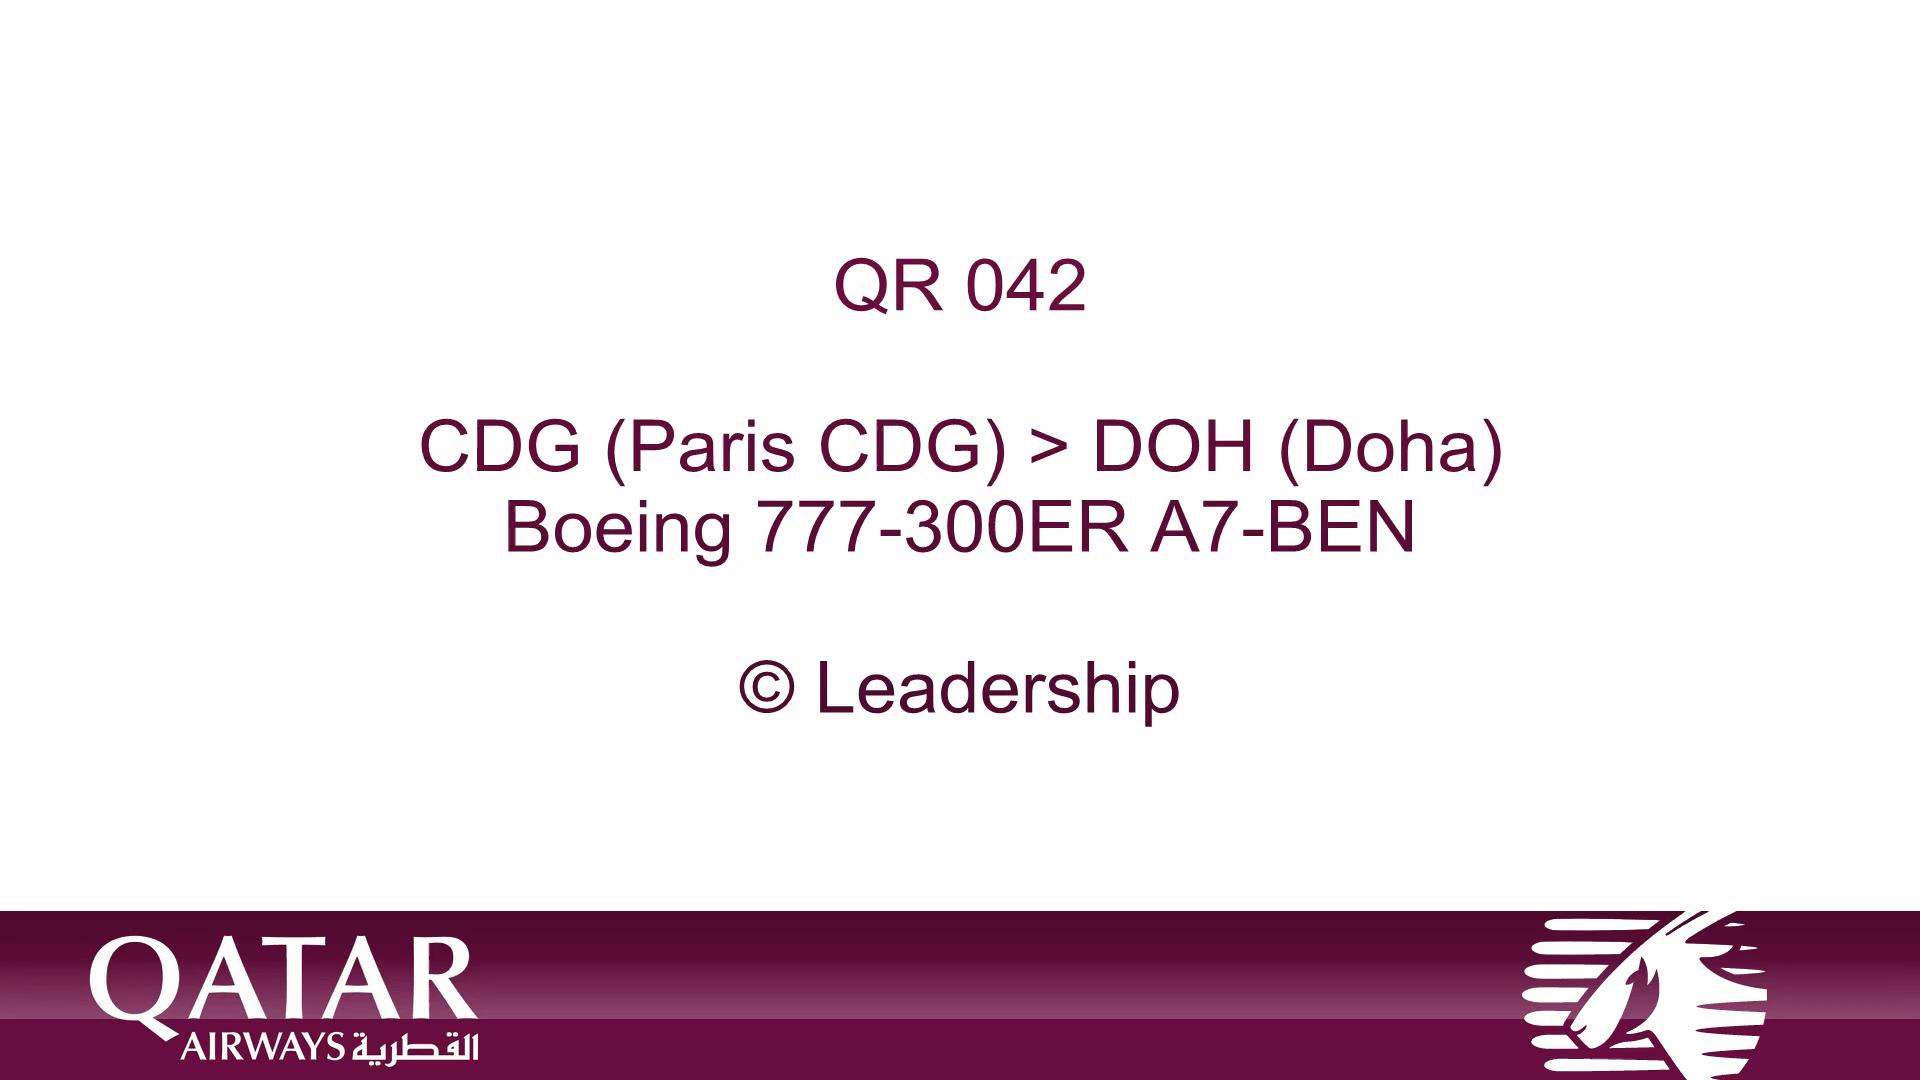 QR 042
CDG (Paris CDG) > DOH (Doha)
Boeing 777-300ER A7-BEN
© Leadership
QATAR
AIRWAYS القطرية